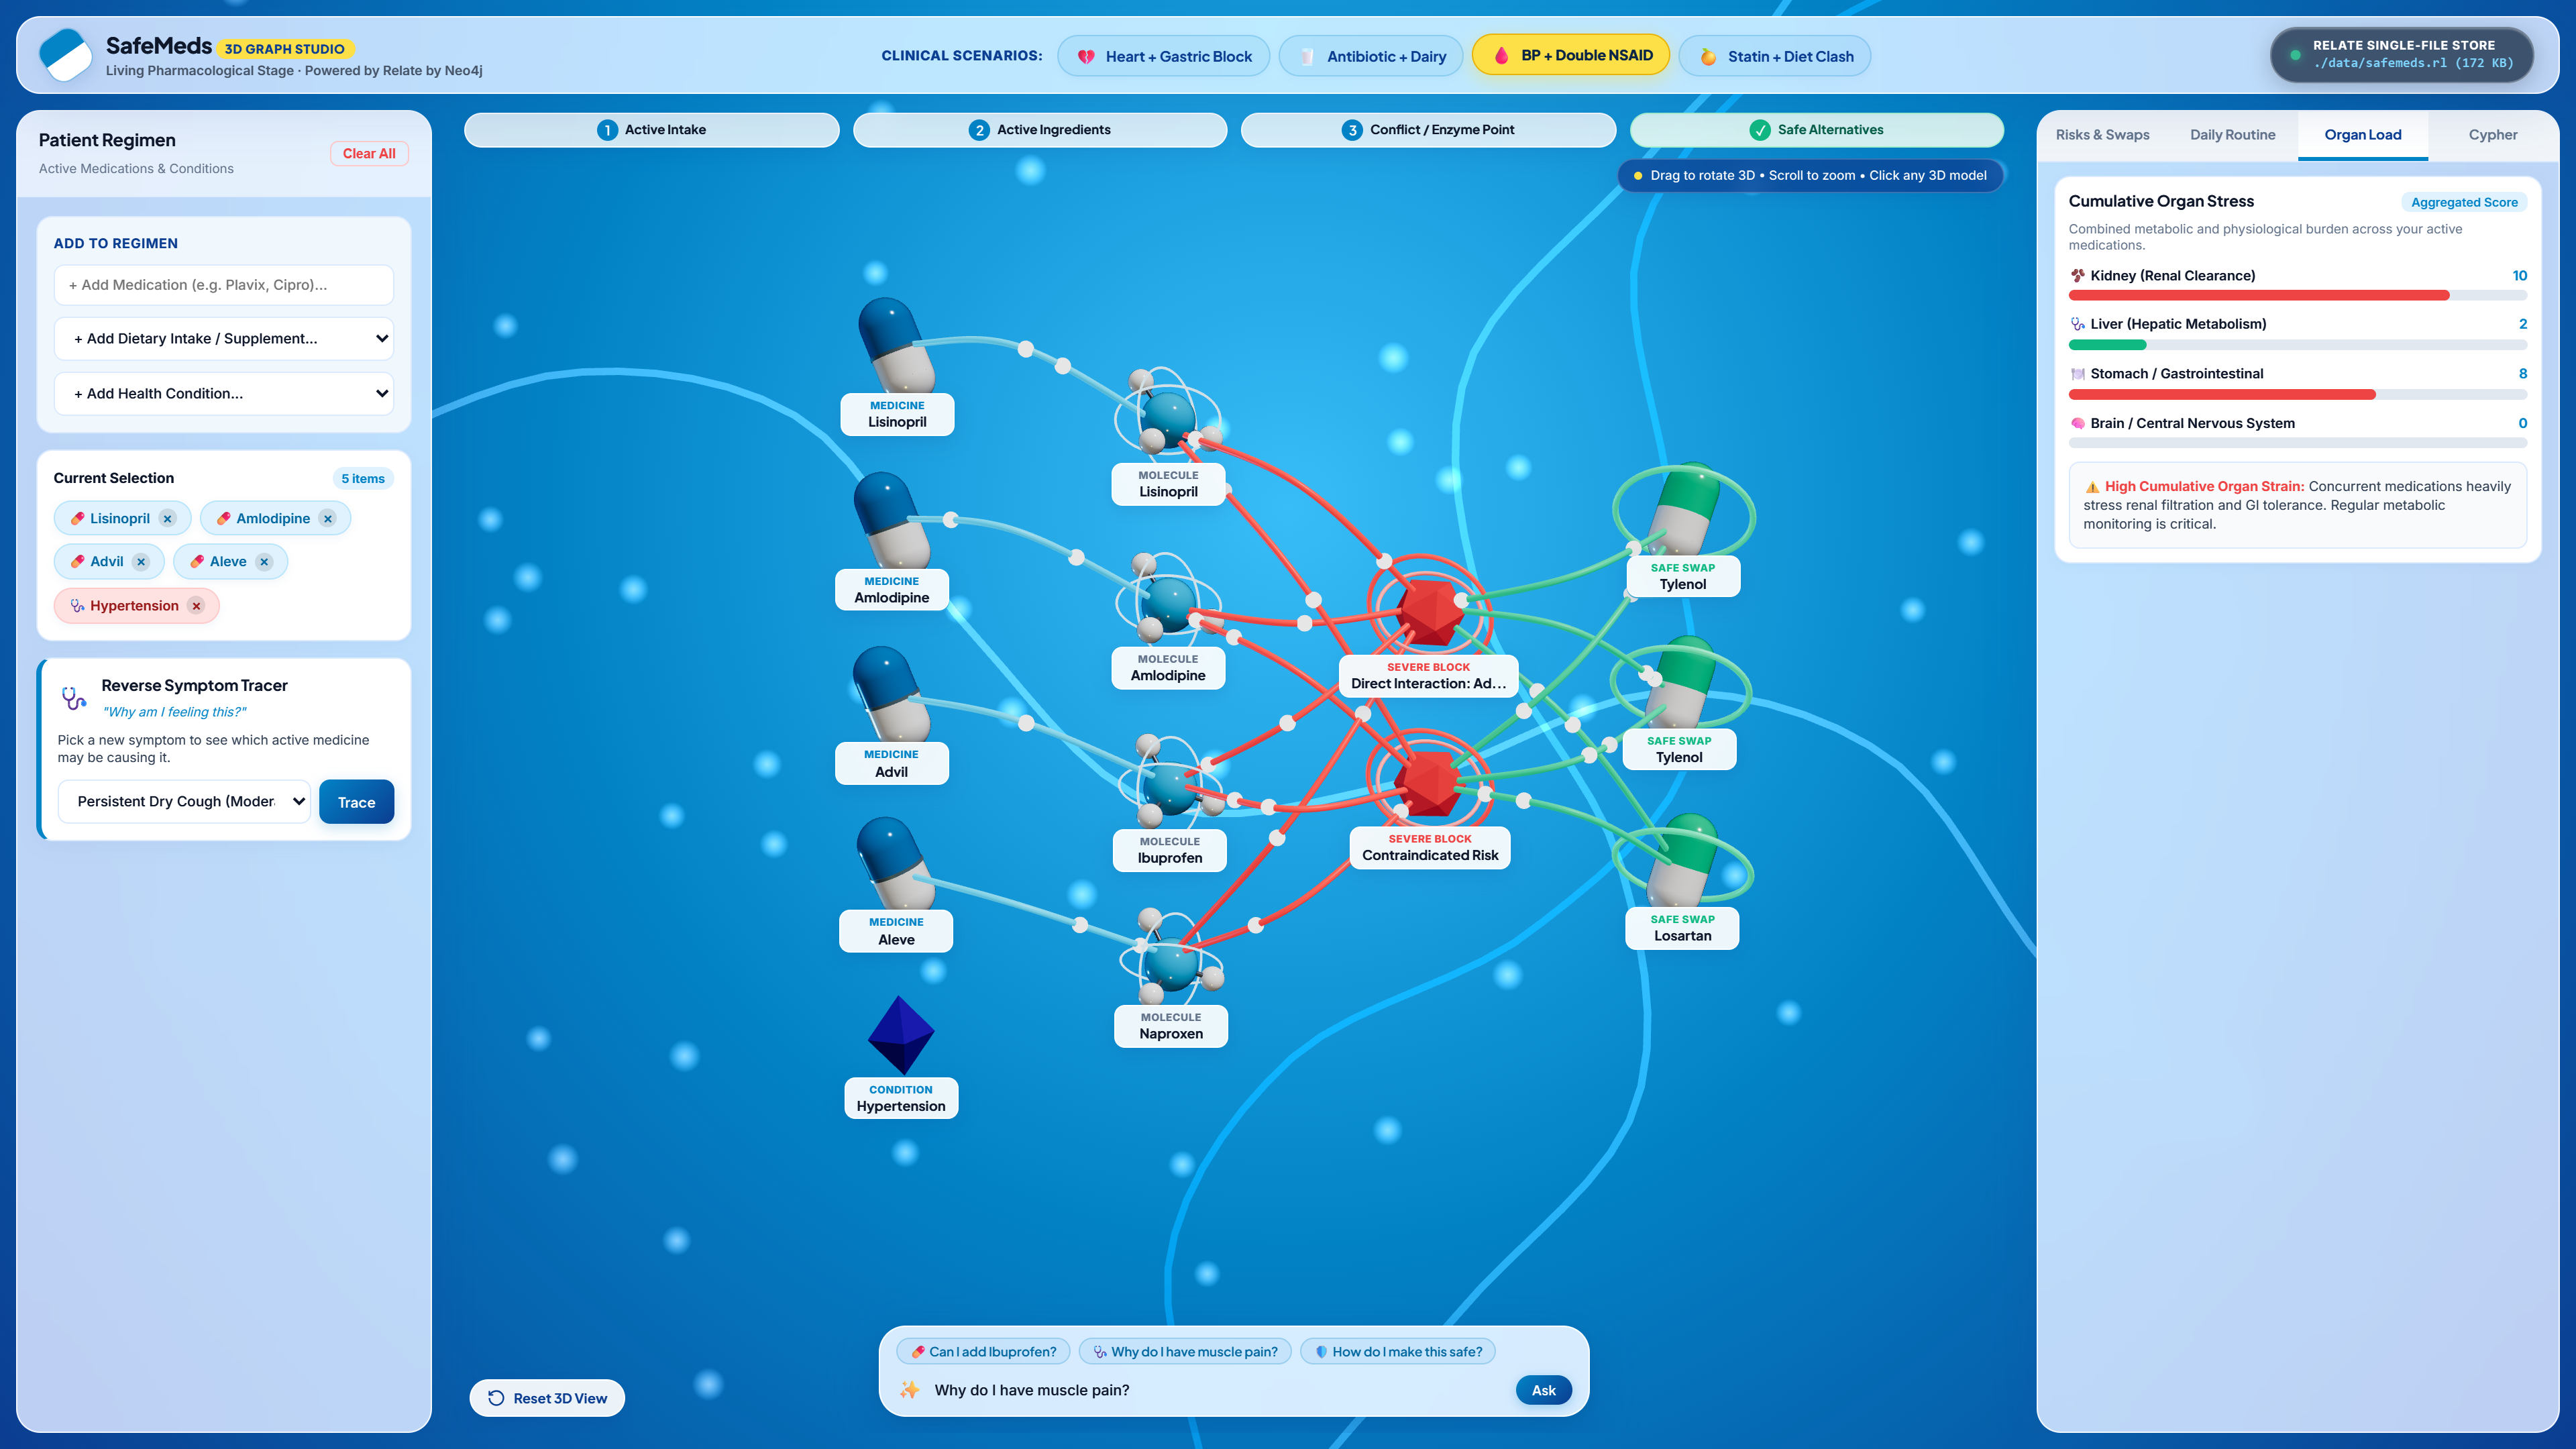 SafeMeds 3D GRAPH STUDIO
Living Pharmacological Stage · Powered by Relate by Neo4j
CLINICAL SCENARIOS:
Heart + Gastric Block
Antibiotic + Dairy
BP + Double NSAID
Statin + Diet Clash
RELATE SINGLE-FILE STORE
./data/safemeds.rl (172 KB)
Patient Regimen
Active Medications & Conditions
Clear All
ADD TO REGIMEN
+ Add Medication (e.g. Plavix, Cipro)...
+ Add Dietary Intake / Supplement...
+ Add Health Condition...
Current Selection
5 items
Lisinopril ×
Amlodipine ×
Advil ×
Aleve ×
Hypertension ×
Reverse Symptom Tracer
"Why am I feeling this?"
Pick a new symptom to see which active medicine
may be causing it.
Persistent Dry Cough (Moder
Trace
1 Active Intake
2 Active Ingredients
3 Conflict / Enzyme Point
✓ Safe Alternatives
Drag to rotate 3D • Scroll to zoom • Click any 3D model
MEDICINE
Lisinopril
MEDICINE
Amlodipine
MEDICINE
Advil
MEDICINE
Aleve
CONDITION
Hypertension
MOLECULE
Lisinopril
MOLECULE
Amlodipine
MOLECULE
Ibuprofen
MOLECULE
Naproxen
SEVERE BLOCK
Direct Interaction: Ad...
SEVERE BLOCK
Contraindicated Risk
SAFE SWAP
Tylenol
SAFE SWAP
Tylenol
SAFE SWAP
Losartan
Reset 3D View
Can I add Ibuprofen?
Why do I have muscle pain?
How do I make this safe?
Why do I have muscle pain?
Ask
Risks & Swaps
Daily Routine
Organ Load
Cypher
Cumulative Organ Stress
Aggregated Score
Combined metabolic and physiological burden across your active
medications.
Kidney (Renal Clearance) 10
Liver (Hepatic Metabolism) 2
Stomach / Gastrointestinal 8
Brain / Central Nervous System 0
High Cumulative Organ Strain: Concurrent medications heavily
stress renal filtration and GI tolerance. Regular metabolic
monitoring is critical.